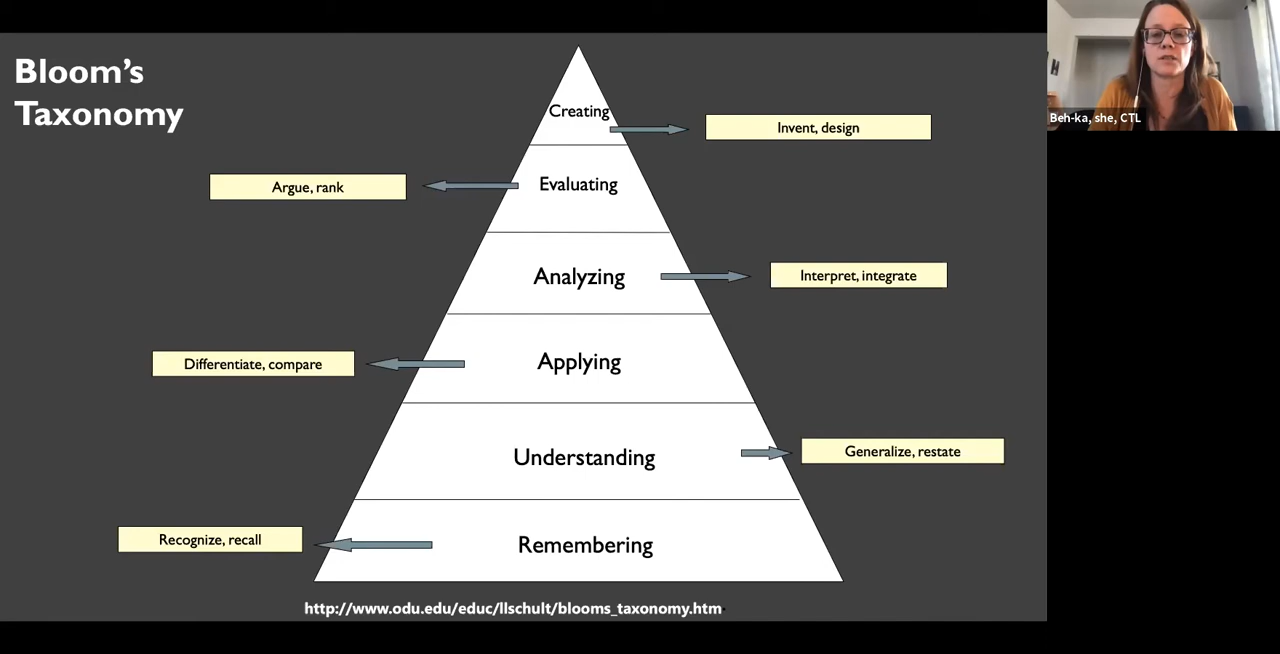 Bloom's
Taxonomy
Creating
Invent, design
Argue, rank
Evaluating
Analyzing
Interpret, integrate
Differentiate, compare
Applying
Understanding
Generalize, restate
Recognize, recall
Remembering
http://www.odu.edu/educ/llschult/blooms_taxonomy.htm
Beh-ka, she, CTL